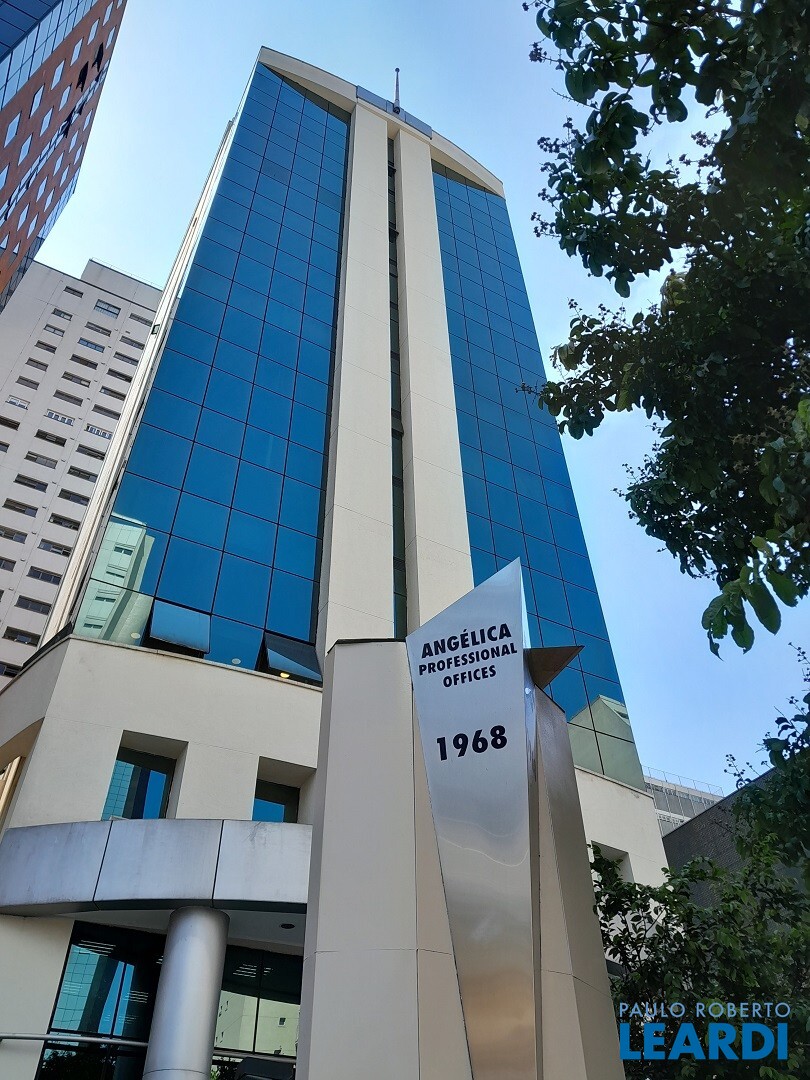 ANGÉLICA
PROFESSIONAL
OFFICES
1968
PAULO ROBERTO
LEARDI